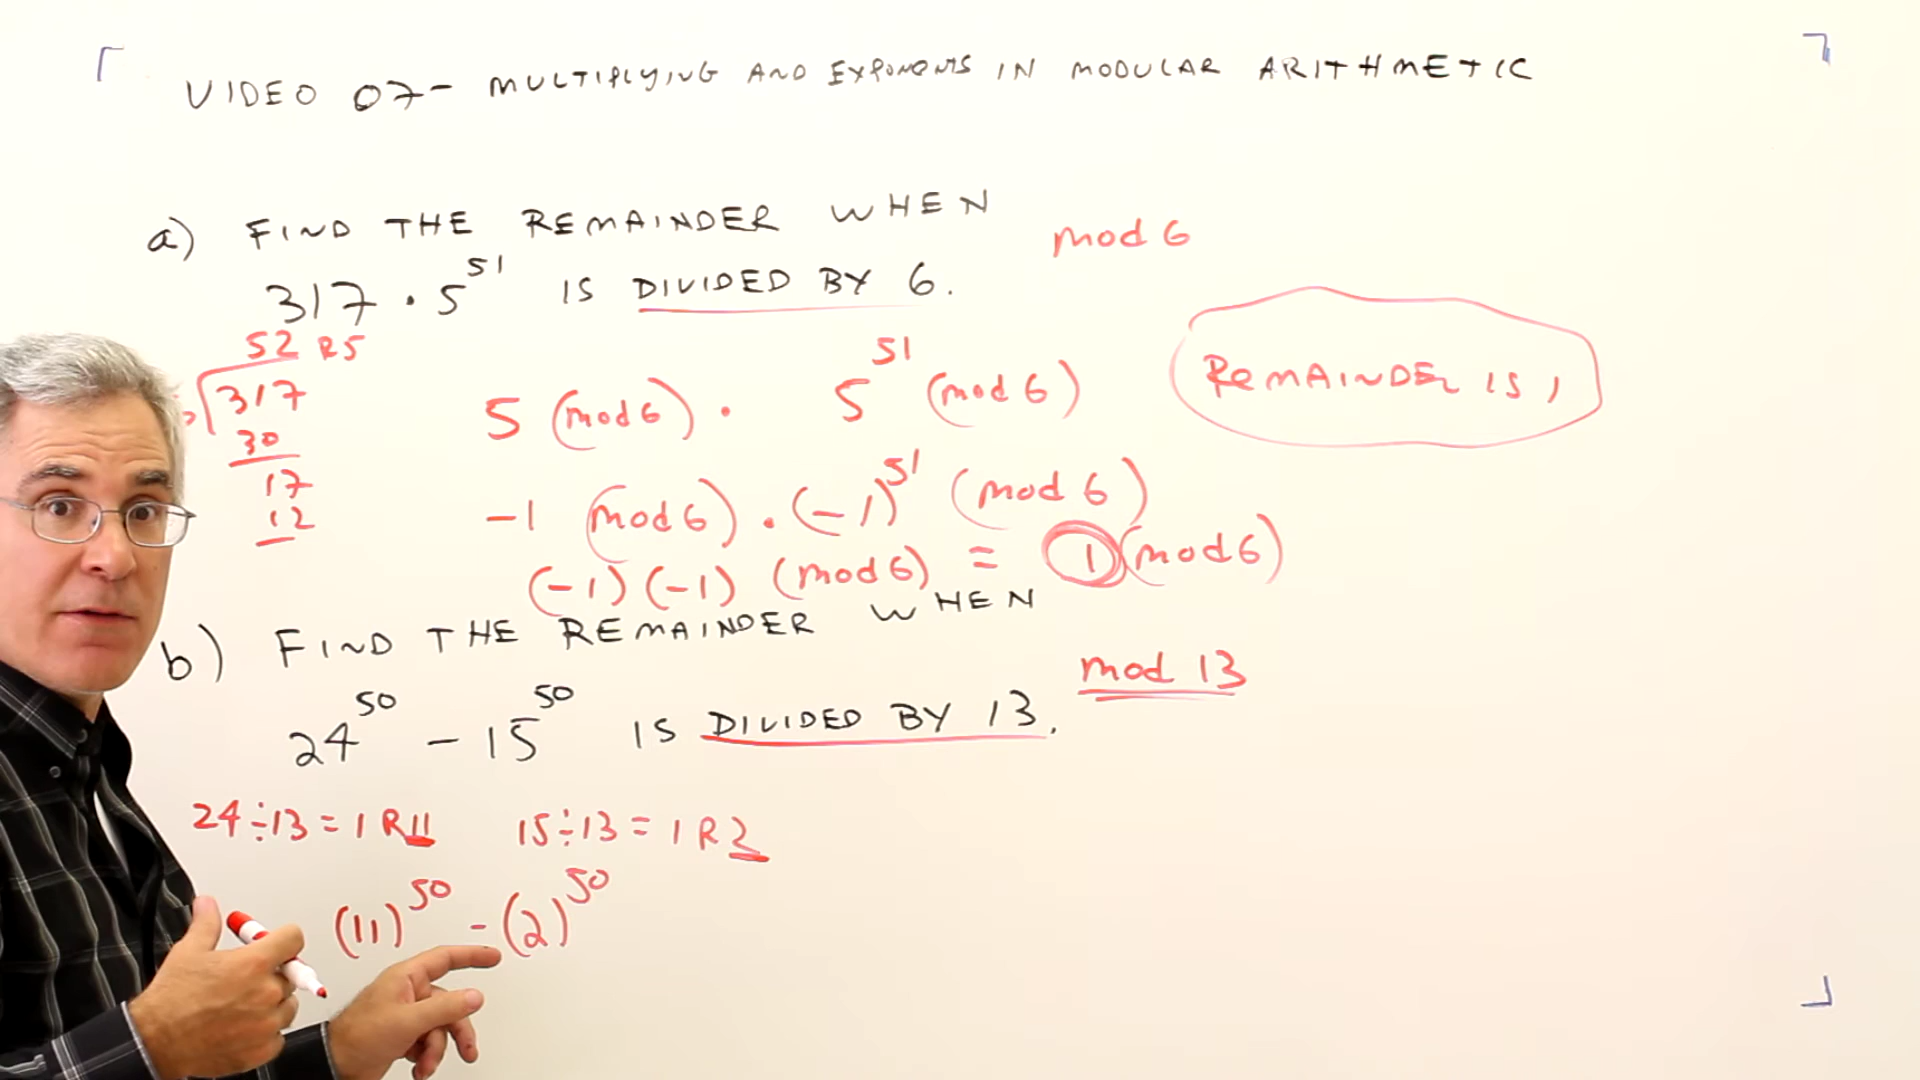 VIDEO 07- MULTIPLYING AND EXPONENTS IN MODULAR ARITHMETIC
a) FIND THE REMAINDER WHEN
317 · 5^51 IS DIVIDED BY 6.
mod 6
52 R5
317
30
17
12
5 (mod 6) · 5^51 (mod 6)
REMAINDER IS 1
-1 (mod 6) · (-1)^51 (mod 6)
(-1)(-1) (mod 6) = 1 (mod 6)
b) FIND THE REMAINDER WHEN
24^50 - 15^50 IS DIVIDED BY 13.
mod 13
24÷13 = 1 R11 15÷13 = 1 R2
(11)^50 - (2)^50